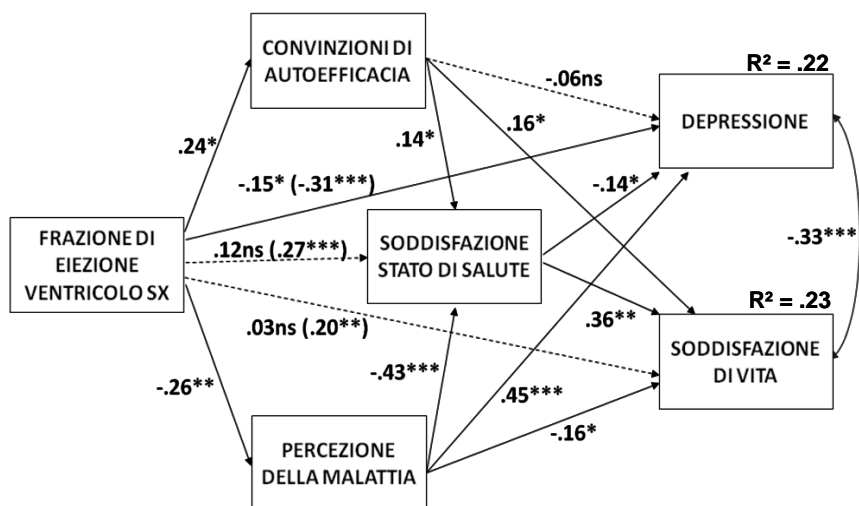 CONVINZIONI DI
AUTOEFFICACIA
R² = .22
-.06ns
DEPRESSIONE
.24*
.14*
.16*
-.15* (-.31***)
-.14*
FRAZIONE DI
EIEZIONE
VENTRICOLO SX
.12ns (.27***)
SODDISFAZIONE
STATO DI SALUTE
-.33***
R² = .23
.03ns (.20**)
.36**
SODDISFAZIONE
DI VITA
-.26**
-.43***
.45***
-.16*
PERCEZIONE
DELLA MALATTIA